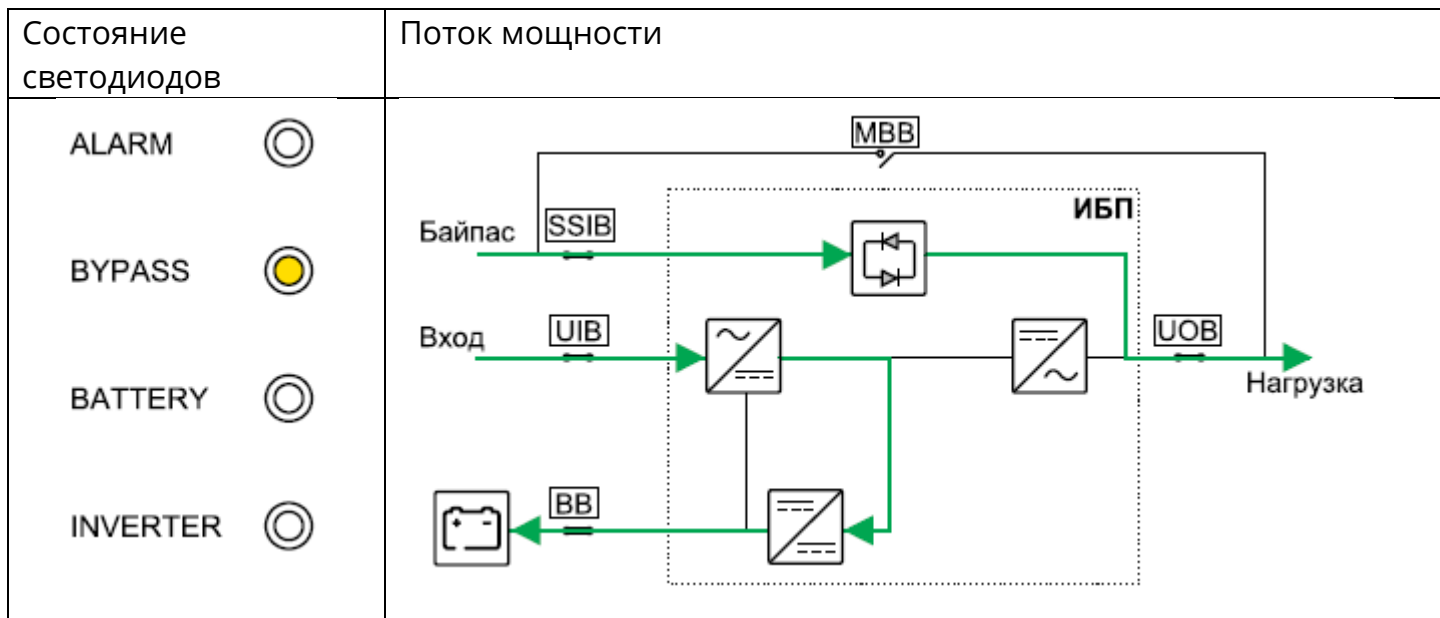 Состояние
светодиодов
Поток мощности
ALARM
BYPASS
BATTERY
INVERTER
MBB
ИБП
Байпас
SSIB
Вход
UIB
UOB
Нагрузка
BB